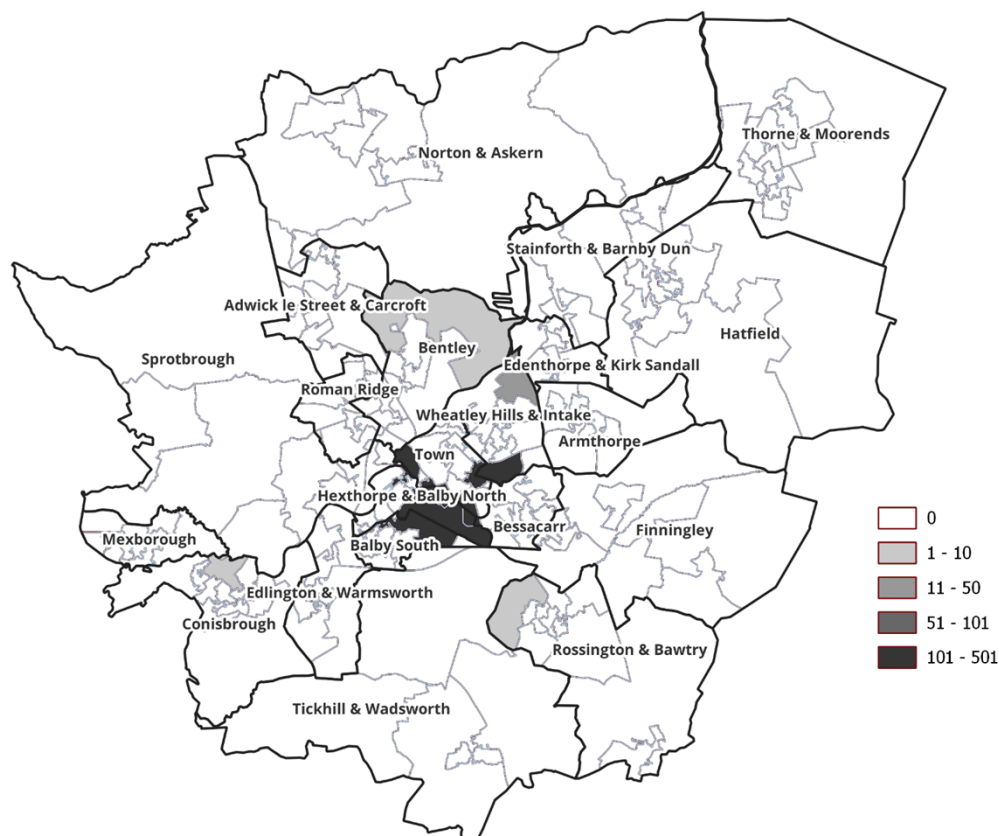 Thorne & Moorends
Norton & Askern
Stainforth & Barnby Dun
Adwick le Street & Carcroft
Hatfield
Bentley
Sprotbrough
Edenthorpe & Kirk Sandall
Roman Ridge
Wheatley Hills & Intake
Armthorpe
Town
Hexthorpe & Balby North
Bessacarr
Finningley
Mexborough
Balby South
Edlington & Warmsworth
Conisbrough
Rossington & Bawtry
Tickhill & Wadsworth
0
1 - 10
11 - 50
51 - 101
101 - 501